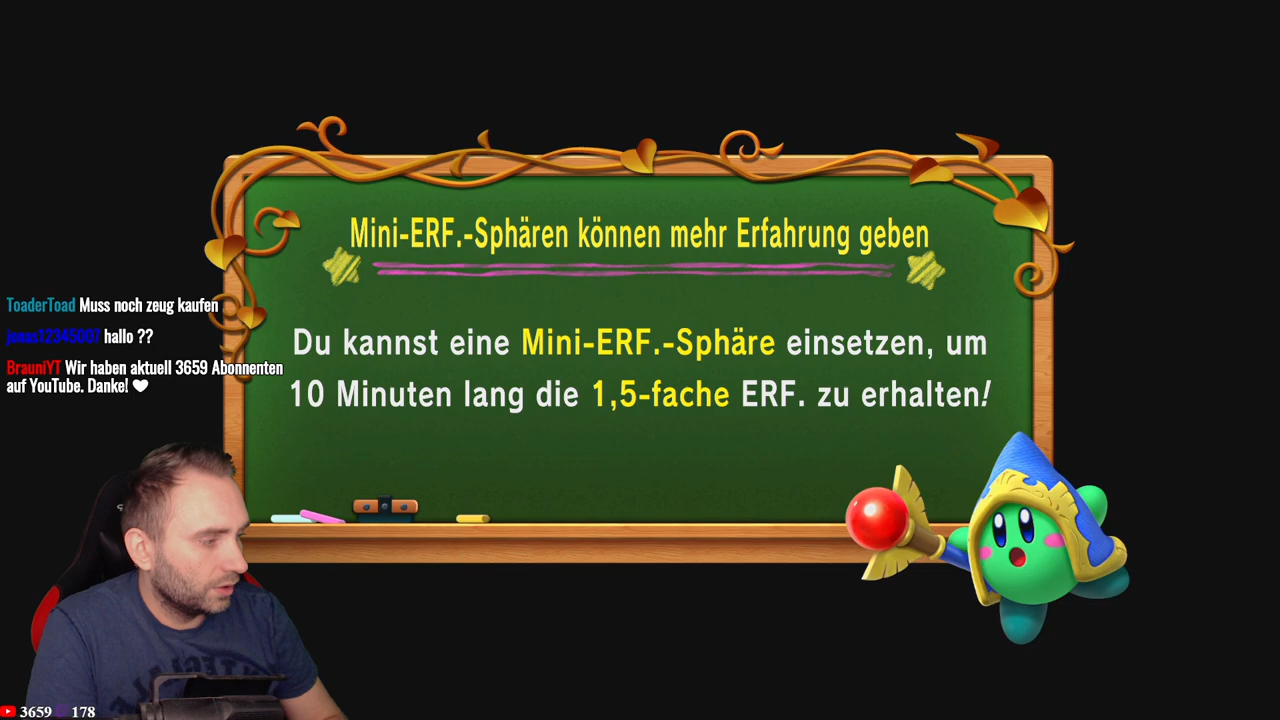 Mini-ERF.-Sphären können mehr Erfahrung geben
Du kannst eine Mini-ERF.-Sphäre einsetzen, um
10 Minuten lang die 1,5-fache ERF. zu erhalten!
ToaderToad Muss noch zeug kaufen
hallo ??
BrauniYT Wir haben aktuell 3659 Abonnenten
auf YouTube. Danke! ❤
3659 178